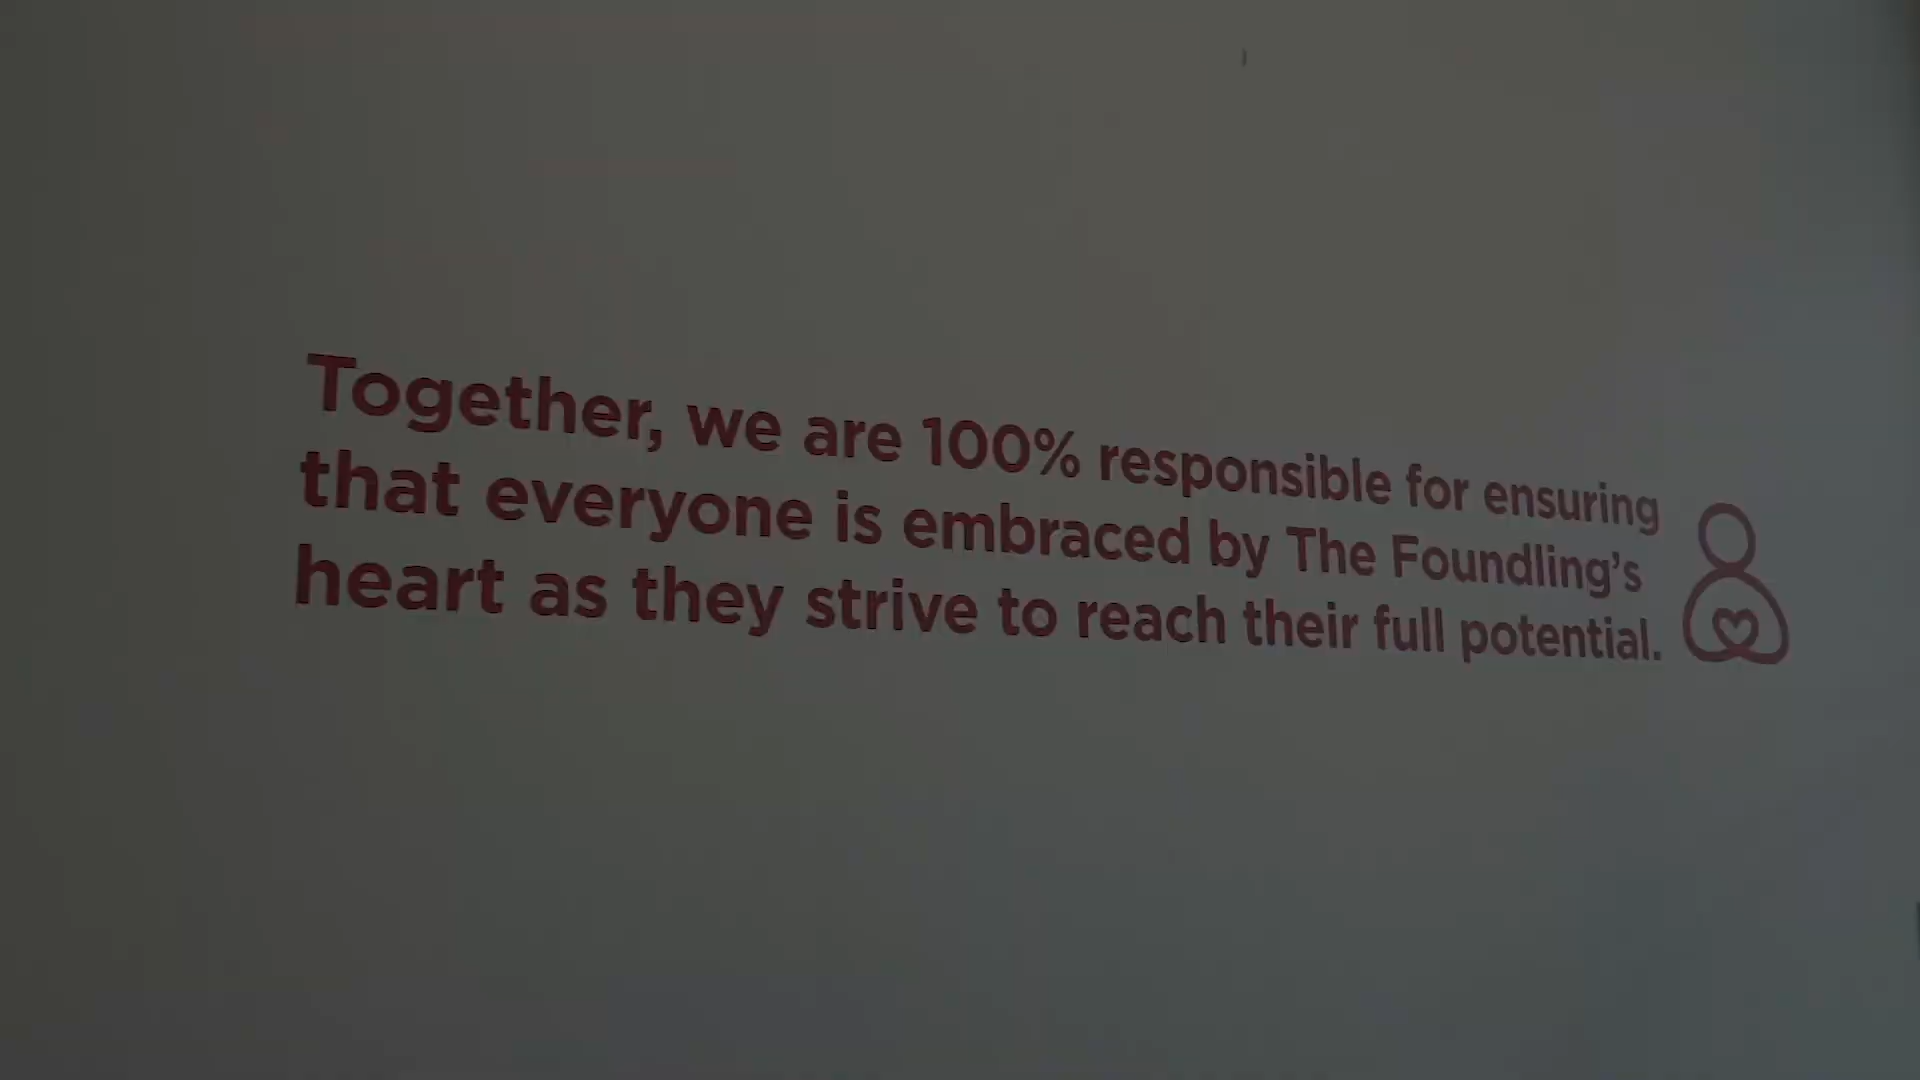 Together, we are 100% responsible for ensuring
that everyone is embraced by The Foundling's
heart as they strive to reach their full potential.